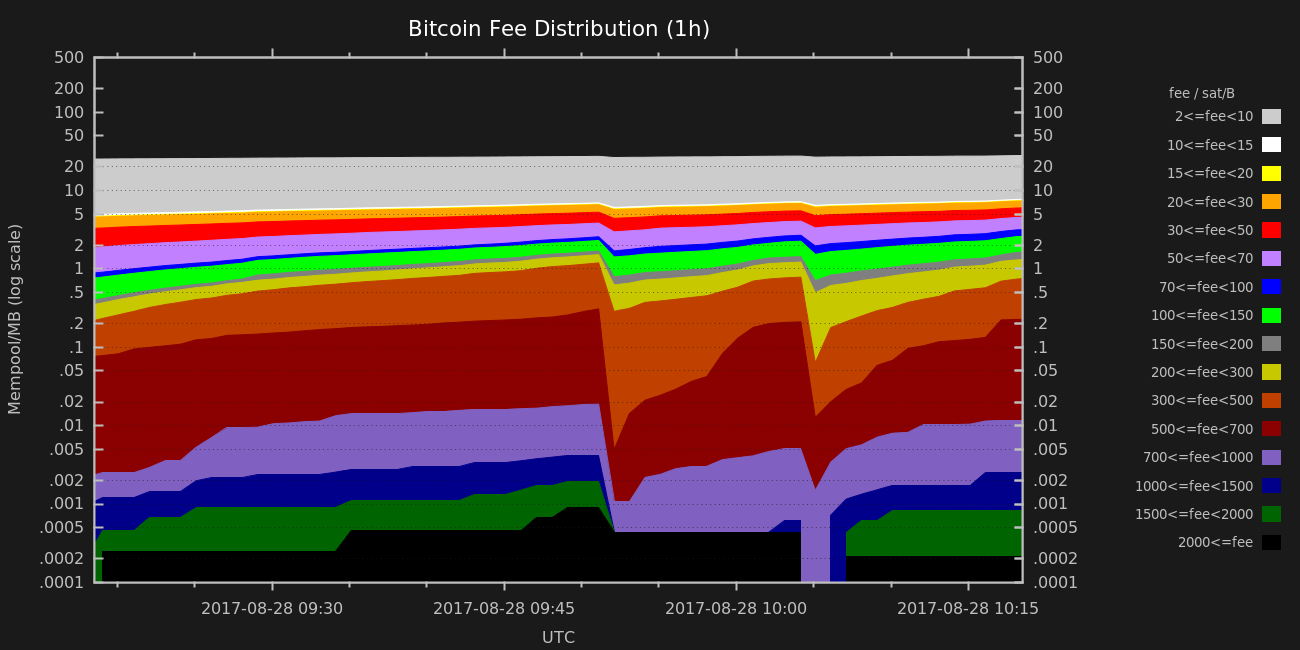 Bitcoin Fee Distribution (1h)
Mempool/MB (log scale)
500
200
100
50
20
10
5
2
1
.5
.2
.1
.05
.02
.01
.005
.002
.001
.0005
.0002
.0001
500
200
100
50
20
10
5
2
1
.5
.2
.1
.05
.02
.01
.005
.002
.001
.0005
.0002
.0001
2017-08-28 09:30
2017-08-28 09:45
2017-08-28 10:00
2017-08-28 10:15
UTC
fee / sat/B
2<=fee<10
10<=fee<15
15<=fee<20
20<=fee<30
30<=fee<50
50<=fee<70
70<=fee<100
100<=fee<150
150<=fee<200
200<=fee<300
300<=fee<500
500<=fee<700
700<=fee<1000
1000<=fee<1500
1500<=fee<2000
2000<=fee